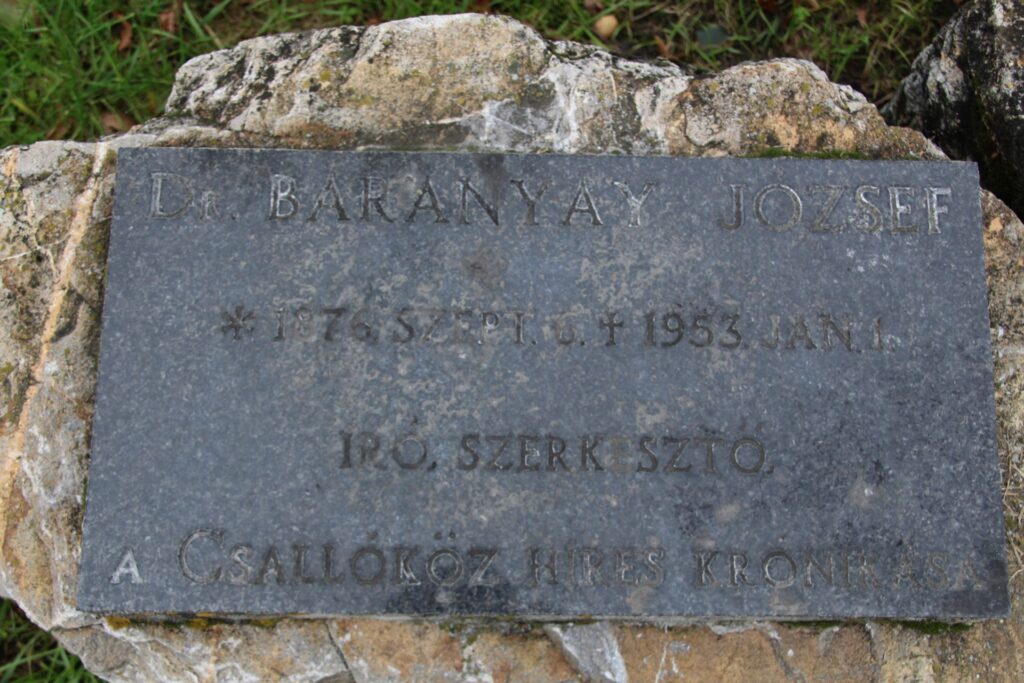 Dr. BARANYAY JÓZSEF
* 1876. SZEPT. 6. † 1953. JAN. 1.
ÍRÓ, SZERKESZTŐ,
A CSALLÓKÖZ HÍRES KRÓNIKÁSA